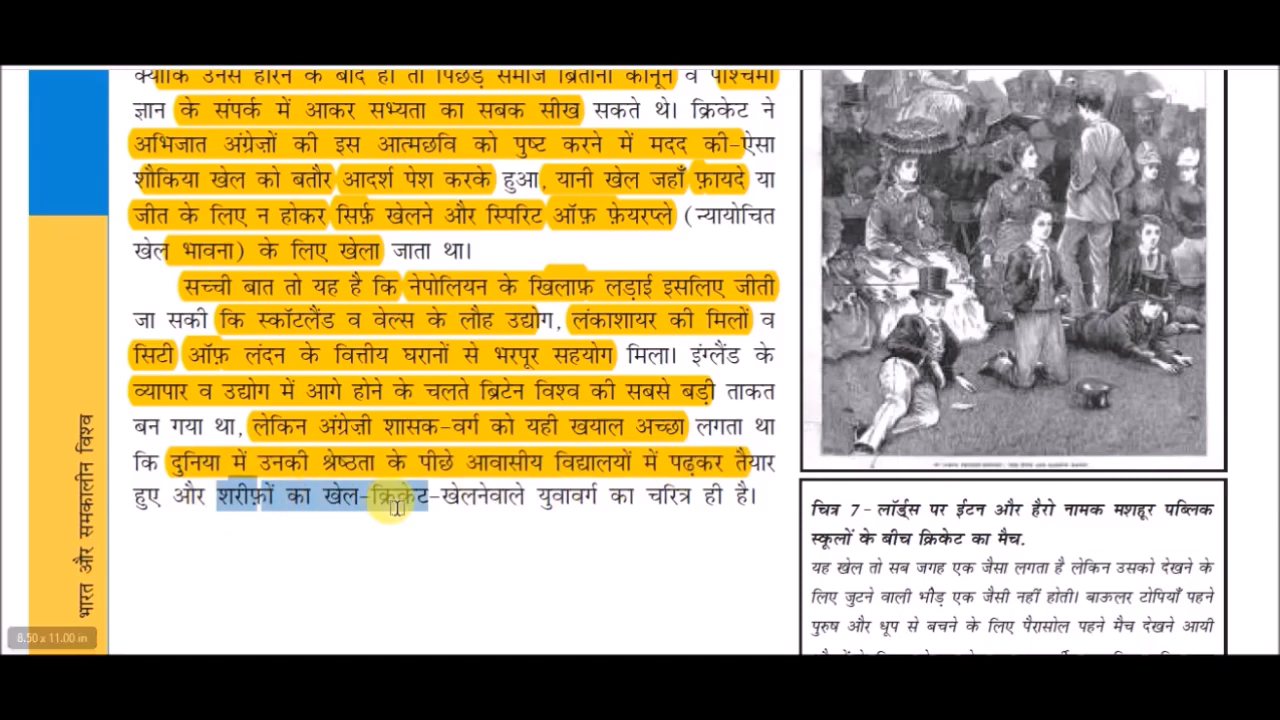 क्योंकि उनसे हारने के बाद ही तो पिछड़े समाज ब्रितानी कानून व पश्चिमी
ज्ञान के संपर्क में आकर सभ्यता का सबक सीख सकते थे। क्रिकेट ने
अभिजात अंग्रेज़ों की इस आत्मछवि को पुष्ट करने में मदद की-ऐसा
शौकिया खेल को बतौर आदर्श पेश करके हुआ, यानी खेल जहाँ फ़ायदे या
जीत के लिए न होकर सिर्फ़ खेलने और स्पिरिट ऑफ़ फ़ेयरप्ले (न्यायोचित
खेल भावना) के लिए खेला जाता था।
सच्ची बात तो यह है कि नेपोलियन के खिलाफ़ लड़ाई इसलिए जीती
जा सकी कि स्कॉटलैंड व वेल्स के लौह उद्योग, लंकाशायर की मिलों व
सिटी ऑफ़ लंदन के वित्तीय घरानों से भरपूर सहयोग मिला। इंग्लैंड के
व्यापार व उद्योग में आगे होने के चलते ब्रिटेन विश्व की सबसे बड़ी ताकत
बन गया था, लेकिन अंग्रेज़ी शासक-वर्ग को यही खयाल अच्छा लगता था
कि दुनिया में उनकी श्रेष्ठता के पीछे आवासीय विद्यालयों में पढ़कर तैयार
हुए और शरीफ़ों का खेल-क्रिकेट-खेलनेवाले युवावर्ग का चरित्र ही है।
भारत और समकालीन विश्व
8.50 x 11.00 in
चित्र 7 - लॉर्ड्स पर ईटन और हैरो नामक मशहूर पब्लिक
स्कूलों के बीच क्रिकेट का मैच.
यह खेल तो सब जगह एक जैसा लगता है लेकिन उसको देखने के
लिए जुटने वाली भीड़ एक जैसी नहीं होती। बाऊलर टोपियाँ पहने
पुरुष और धूप से बचने के लिए पैरासोल पहने मैच देखने आयी